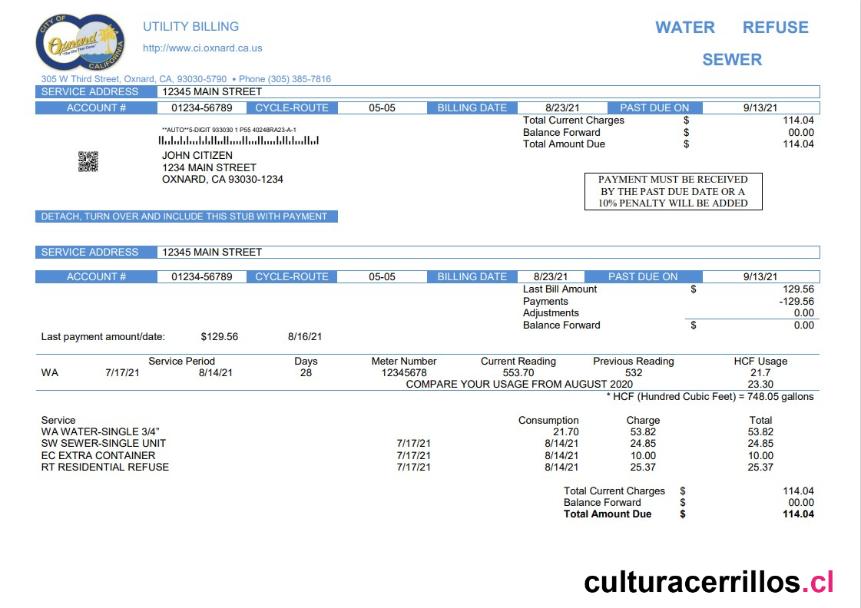 CITY OF
Oxnard
CALIFORNIA
UTILITY BILLING
http://www.ci.oxnard.ca.us
WATER REFUSE
SEWER
305 W Third Street, Oxnard, CA, 93030-5790 • Phone (305) 385-7816
SERVICE ADDRESS 12345 MAIN STREET
ACCOUNT # 01234-56789 CYCLE-ROUTE 05-05 BILLING DATE 8/23/21 PAST DUE ON 9/13/21
Total Current Charges $ 114.04
Balance Forward $ 00.00
Total Amount Due $ 114.04
**AUTO**5-DIGIT 933030 1 P55 40248RA23-A-1
JOHN CITIZEN
1234 MAIN STREET
OXNARD, CA 93030-1234
PAYMENT MUST BE RECEIVED
BY THE PAST DUE DATE OR A
10% PENALTY WILL BE ADDED
DETACH, TURN OVER AND INCLUDE THIS STUB WITH PAYMENT
SERVICE ADDRESS 12345 MAIN STREET
ACCOUNT # 01234-56789 CYCLE-ROUTE 05-05 BILLING DATE 8/23/21 PAST DUE ON 9/13/21
Last Bill Amount $ 129.56
Payments -129.56
Adjustments 0.00
Balance Forward $ 0.00
Last payment amount/date: $129.56 8/16/21
Service Period Days Meter Number Current Reading Previous Reading HCF Usage
WA 7/17/21 8/14/21 28 12345678 553.70 532 21.7
COMPARE YOUR USAGE FROM AUGUST 2020 23.30
* HCF (Hundred Cubic Feet) = 748.05 gallons
Service Consumption Charge Total
WA WATER-SINGLE 3/4" 21.70 53.82 53.82
SW SEWER-SINGLE UNIT 7/17/21 8/14/21 24.85 24.85
EC EXTRA CONTAINER 7/17/21 8/14/21 10.00 10.00
RT RESIDENTIAL REFUSE 7/17/21 8/14/21 25.37 25.37
Total Current Charges $ 114.04
Balance Forward $ 00.00
Total Amount Due $ 114.04
culturacerrillos.cl